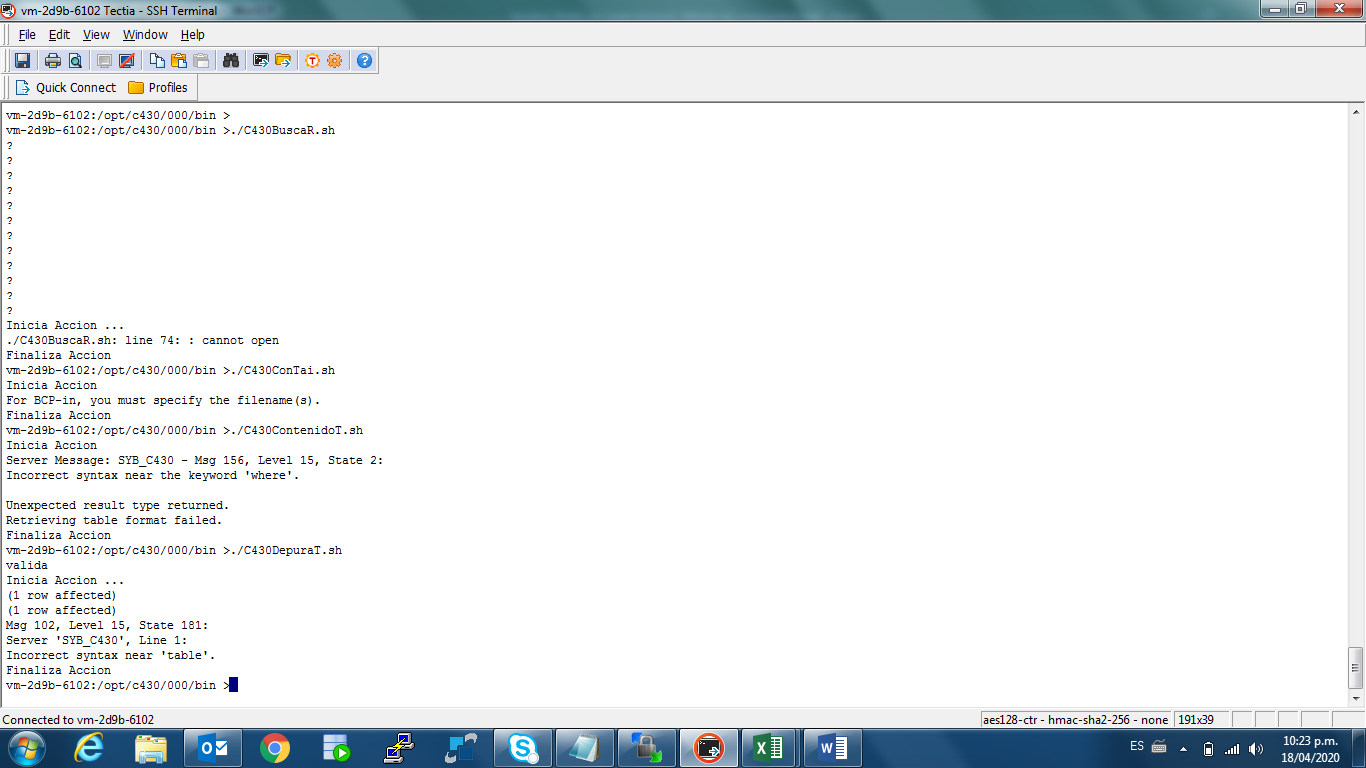 vm-2d9b-6102 Tectia - SSH Terminal
File Edit View Window Help
Quick Connect Profiles
vm-2d9b-6102:/opt/c430/000/bin >
vm-2d9b-6102:/opt/c430/000/bin >./C430BuscaR.sh
?
?
?
?
?
?
?
?
?
?
?
?
Inicia Accion ...
./C430BuscaR.sh: line 74: : cannot open
Finaliza Accion
vm-2d9b-6102:/opt/c430/000/bin >./C430ConTai.sh
Inicia Accion
For BCP-in, you must specify the filename(s).
Finaliza Accion
vm-2d9b-6102:/opt/c430/000/bin >./C430ContenidoT.sh
Inicia Accion
Server Message: SYB_C430 - Msg 156, Level 15, State 2:
Incorrect syntax near the keyword 'where'.
Unexpected result type returned.
Retrieving table format failed.
Finaliza Accion
vm-2d9b-6102:/opt/c430/000/bin >./C430DepuraT.sh
valida
Inicia Accion ...
(1 row affected)
(1 row affected)
Msg 102, Level 15, State 181:
Server 'SYB_C430', Line 1:
Incorrect syntax near 'table'.
Finaliza Accion
vm-2d9b-6102:/opt/c430/000/bin >
Connected to vm-2d9b-6102 aes128-ctr - hmac-sha2-256 - none 191x39
ES 10:23 p.m.
18/04/2020